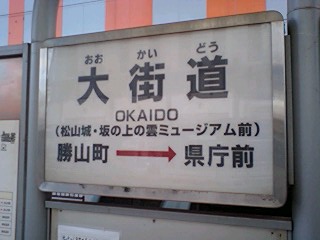 おお かい どう
大街道
OKAIDO
(松山城・坂の上の雲ミュージアム前)
勝山町 → 県庁前